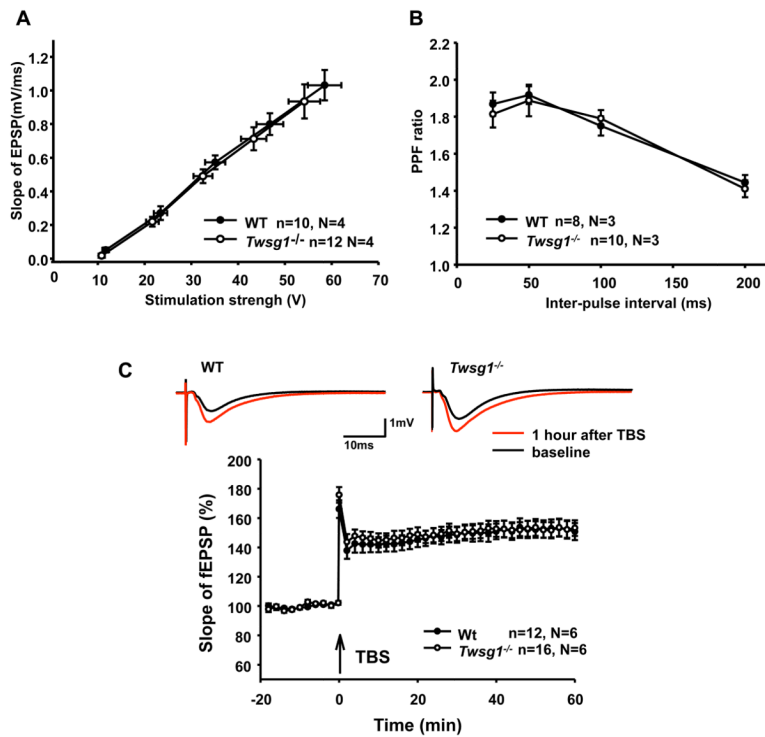 A
Slope of EPSP(mV/ms)
1.2
1.0
0.8
0.6
0.4
0.2
0.0
WT n=10, N=4
Twsg1-/- n=12 N=4
0 10 20 30 40 50 60 70
Stimulation strengh (V)
B
PPF ratio
2.2
2.0
1.8
1.6
1.4
1.2
1.0
WT n=8, N=3
Twsg1-/- n=10, N=3
0 50 100 150 200
Inter-pulse interval (ms)
C
WT
Twsg1-/-
1mV
10ms
1 hour after TBS
baseline
Slope of fEPSP (%)
200
180
160
140
120
100
80
60
TBS
Wt n=12, N=6
Twsg1-/- n=16, N=6
-20 0 20 40 60
Time (min)